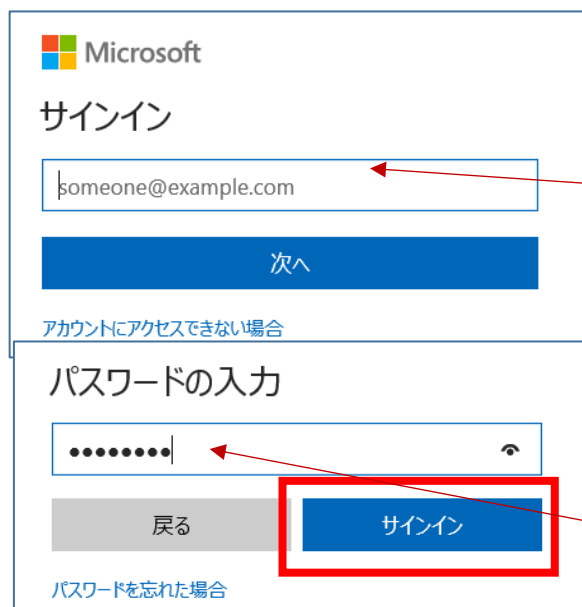 Microsoft
サインイン
someone@example.com
次へ
アカウントにアクセスできない場合
パスワードの入力
••••••••
戻る サインイン
パスワードを忘れた場合